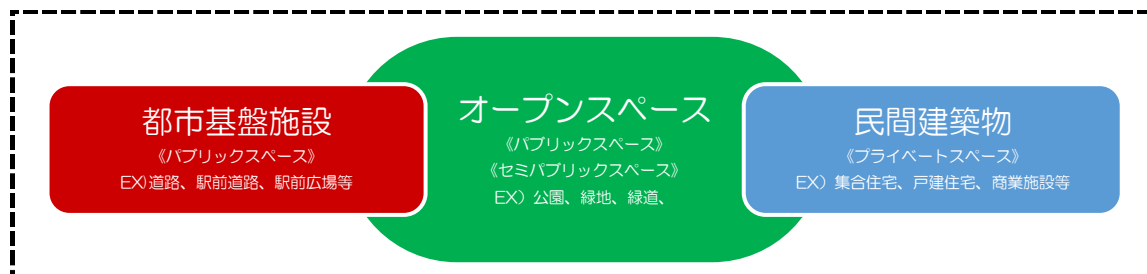 都市基盤施設
《パブリックスペース》
EX)道路、駅前道路、駅前広場等
オープンスペース
《パブリックスペース》
《セミパブリックスペース》
EX）公園、緑地、緑道、
民間建築物
《プライベートスペース》
EX）集合住宅、戸建住宅、商業施設等